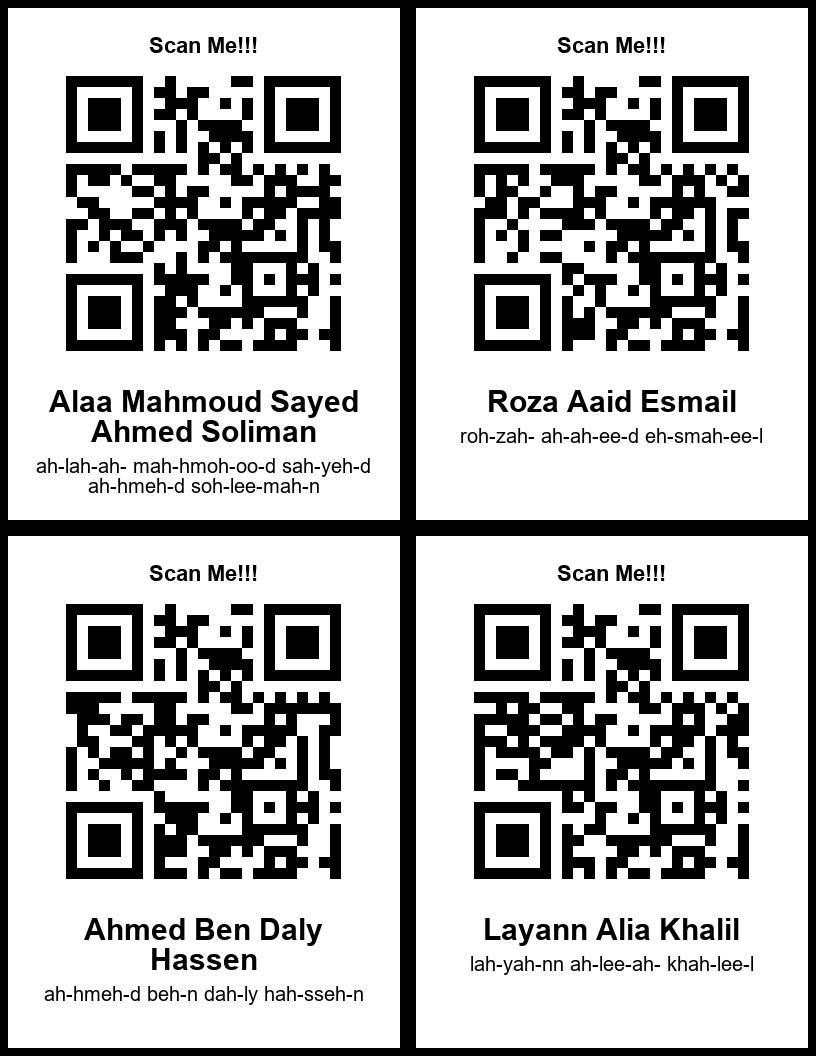 Scan Me!!!
Alaa Mahmoud Sayed
Ahmed Soliman
ah-lah-ah- mah-hmoh-oo-d sah-yeh-d
ah-hmeh-d soh-lee-mah-n
Scan Me!!!
Roza Aaid Esmail
roh-zah- ah-ah-ee-d eh-smah-ee-l
Scan Me!!!
Ahmed Ben Daly
Hassen
ah-hmeh-d beh-n dah-ly hah-sseh-n
Scan Me!!!
Layann Alia Khalil
lah-yah-nn ah-lee-ah- khah-lee-l